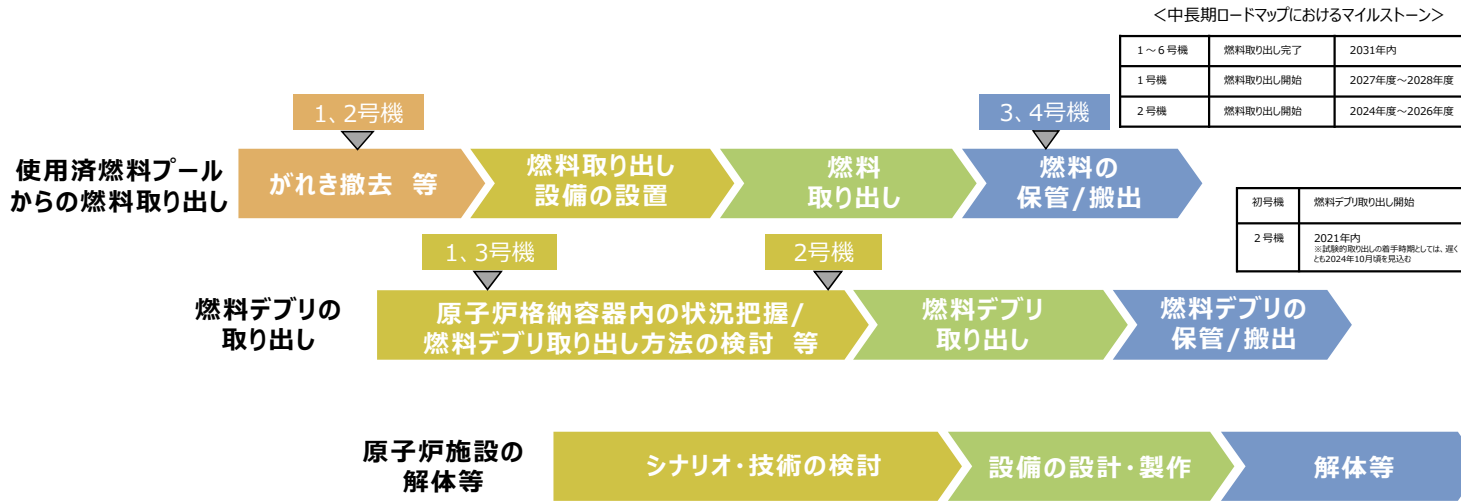 ＜中長期ロードマップにおけるマイルストーン＞
1～6号機 燃料取り出し完了 2031年内
1号機 燃料取り出し開始 2027年度～2028年度
2号機 燃料取り出し開始 2024年度～2026年度
1、2号機
3、4号機
使用済燃料プール
からの燃料取り出し
がれき撤去 等
燃料取り出し
設備の設置
燃料
取り出し
燃料の
保管/搬出
初号機 燃料デブリ取り出し開始
2号機 2021年内
※試験的取り出しの着手時期としては、遅く
とも2024年10月頃を見込む
1、3号機
2号機
燃料デブリの
取り出し
原子炉格納容器内の状況把握/
燃料デブリ取り出し方法の検討 等
燃料デブリ
取り出し
燃料デブリの
保管/搬出
原子炉施設の
解体等
シナリオ・技術の検討
設備の設計・製作
解体等